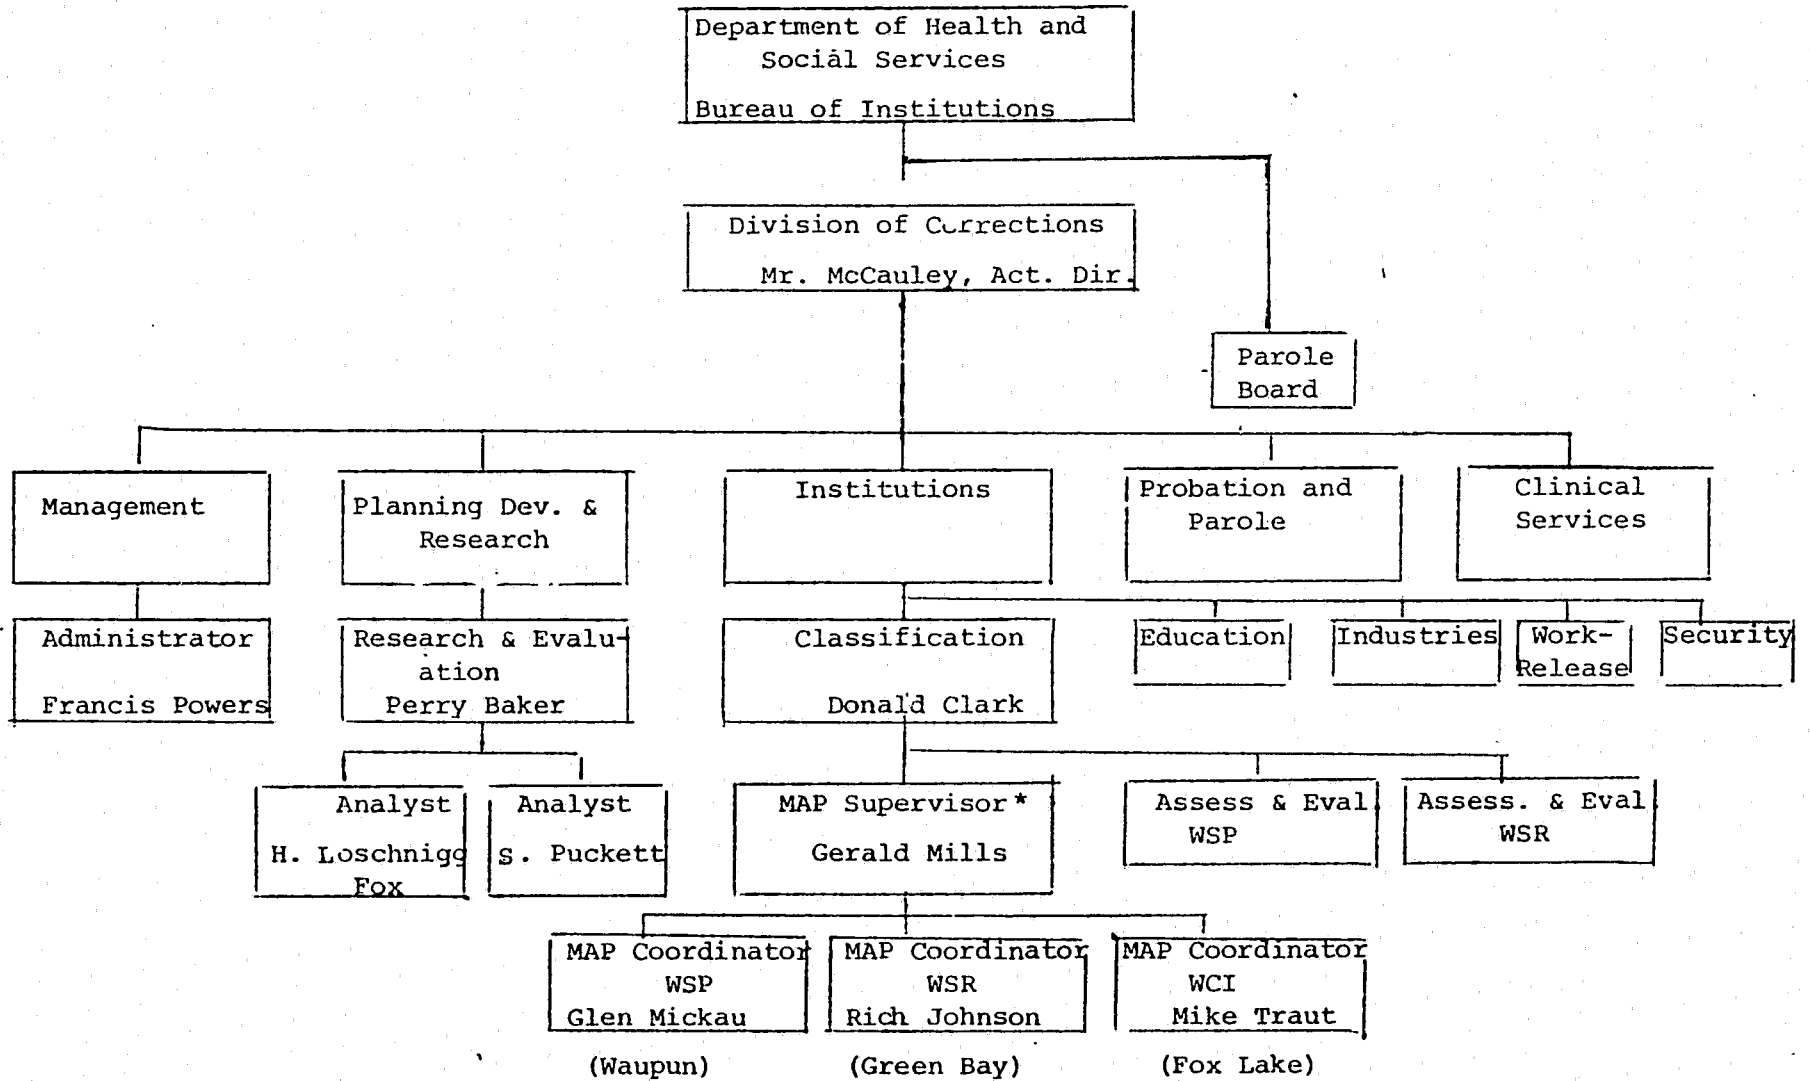 Department of Health and
Social Services
Bureau of Institutions
Division of Corrections
Mr. McCauley, Act. Dir.
Parole
Board
Management
Planning Dev. &
Research
Institutions
Probation and
Parole
Clinical
Services
Administrator
Francis Powers
Research & Evalu-
ation
Perry Baker
Classification
Donald Clark
Education
Industries
Work-
Release
Security
Analyst
H. Loschnigg
Fox
Analyst
S. Puckett
MAP Supervisor*
Gerald Mills
Assess & Eval
WSP
Assess. & Eval
WSR
MAP Coordinator
WSP
Glen Mickau
MAP Coordinator
WSR
Rich Johnson
MAP Coordinator
WCI
Mike Traut
(Waupun)
(Green Bay)
(Fox Lake)